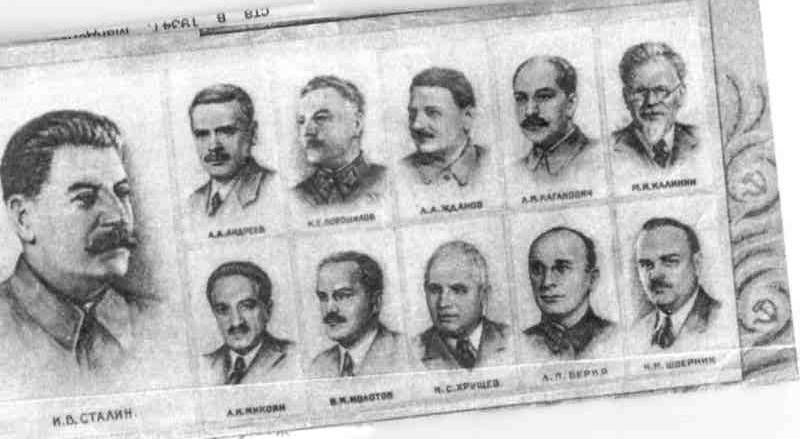 А.А.АНДРЕЕВ
К.Е.ВОРОШИЛОВ
А.А.ЖДАНОВ
Л.М.КАГАНОВИЧ
М.И.КАЛИНИН
И.В.СТАЛИН.
А.И.МИКОЯН
В.М.МОЛОТОВ
Н.С.ХРУЩЕВ
Л.П.БЕРИЯ
Н.М.ШВЕРНИК